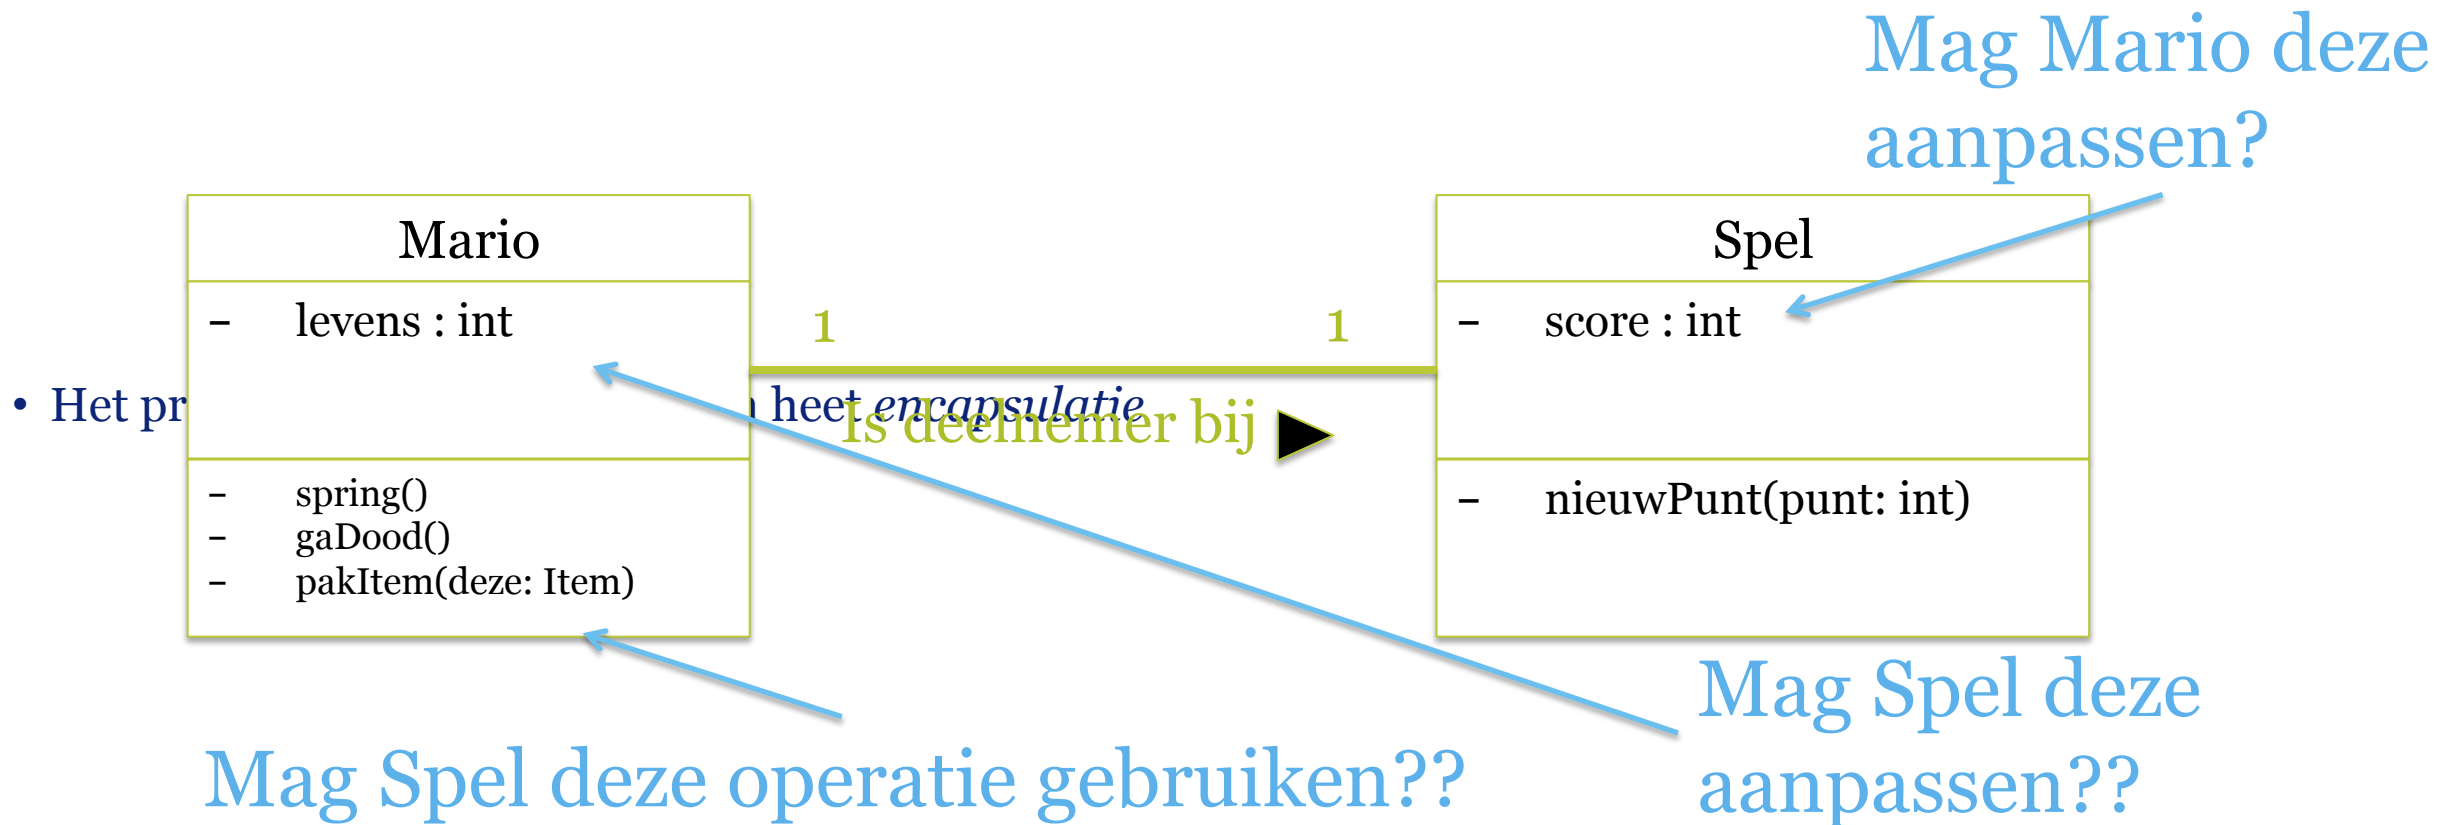 Mag Mario deze
aanpassen?
Mario
– levens : int
– spring()
– gaDood()
– pakItem(deze: Item)
1 1
Is deelnemer bij
Spel
– score : int
– nieuwPunt(punt: int)
• Het pr
heet encapsulatie
Mag Spel deze operatie gebruiken??
Mag Spel deze
aanpassen??